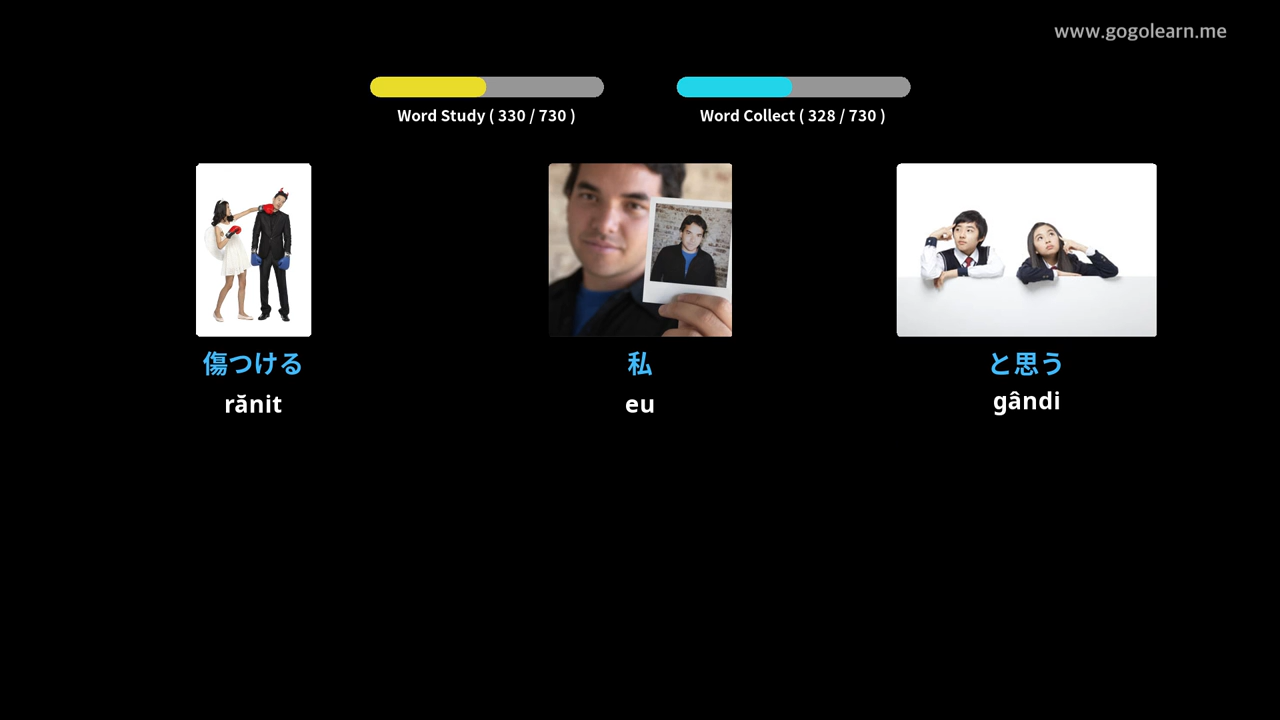 www.gogolearn.me
Word Study ( 330 / 730 )
Word Collect ( 328 / 730 )
傷つける
私
と思う
rănit
eu
gândi